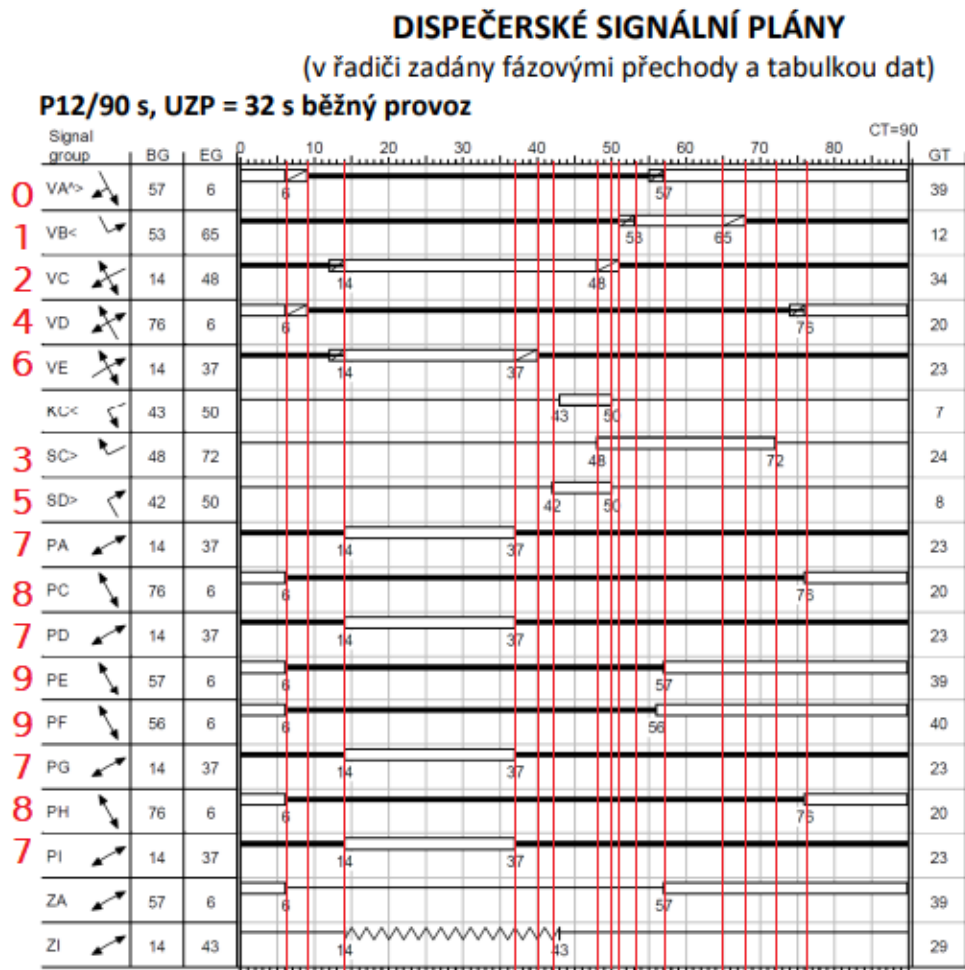 DISPEČERSKÉ SIGNÁLNÍ PLÁNY
(v řadiči zadány fázovými přechody a tabulkou dat)
P12/90 s, UZP = 32 s běžný provoz
CT=90
Signal group BG EG 0 10 20 30 40 50 60 70 80 GT
0 VA^> 57 6 6 57 39
1 VB< 53 65 53 65 12
2 VC 14 48 14 48 34
4 VD 76 6 6 76 20
6 VE 14 37 14 37 23
KC< 43 50 43 50 7
3 SC> 48 72 48 72 24
5 SD> 42 50 42 50 8
7 PA 14 37 14 37 23
8 PC 76 6 6 76 20
7 PD 14 37 14 37 23
9 PE 57 6 6 57 39
9 PF 56 6 6 56 40
7 PG 14 37 14 37 23
8 PH 76 6 6 76 20
7 PI 14 37 14 37 23
ZA 57 6 6 57 39
ZI 14 43 14 43 29